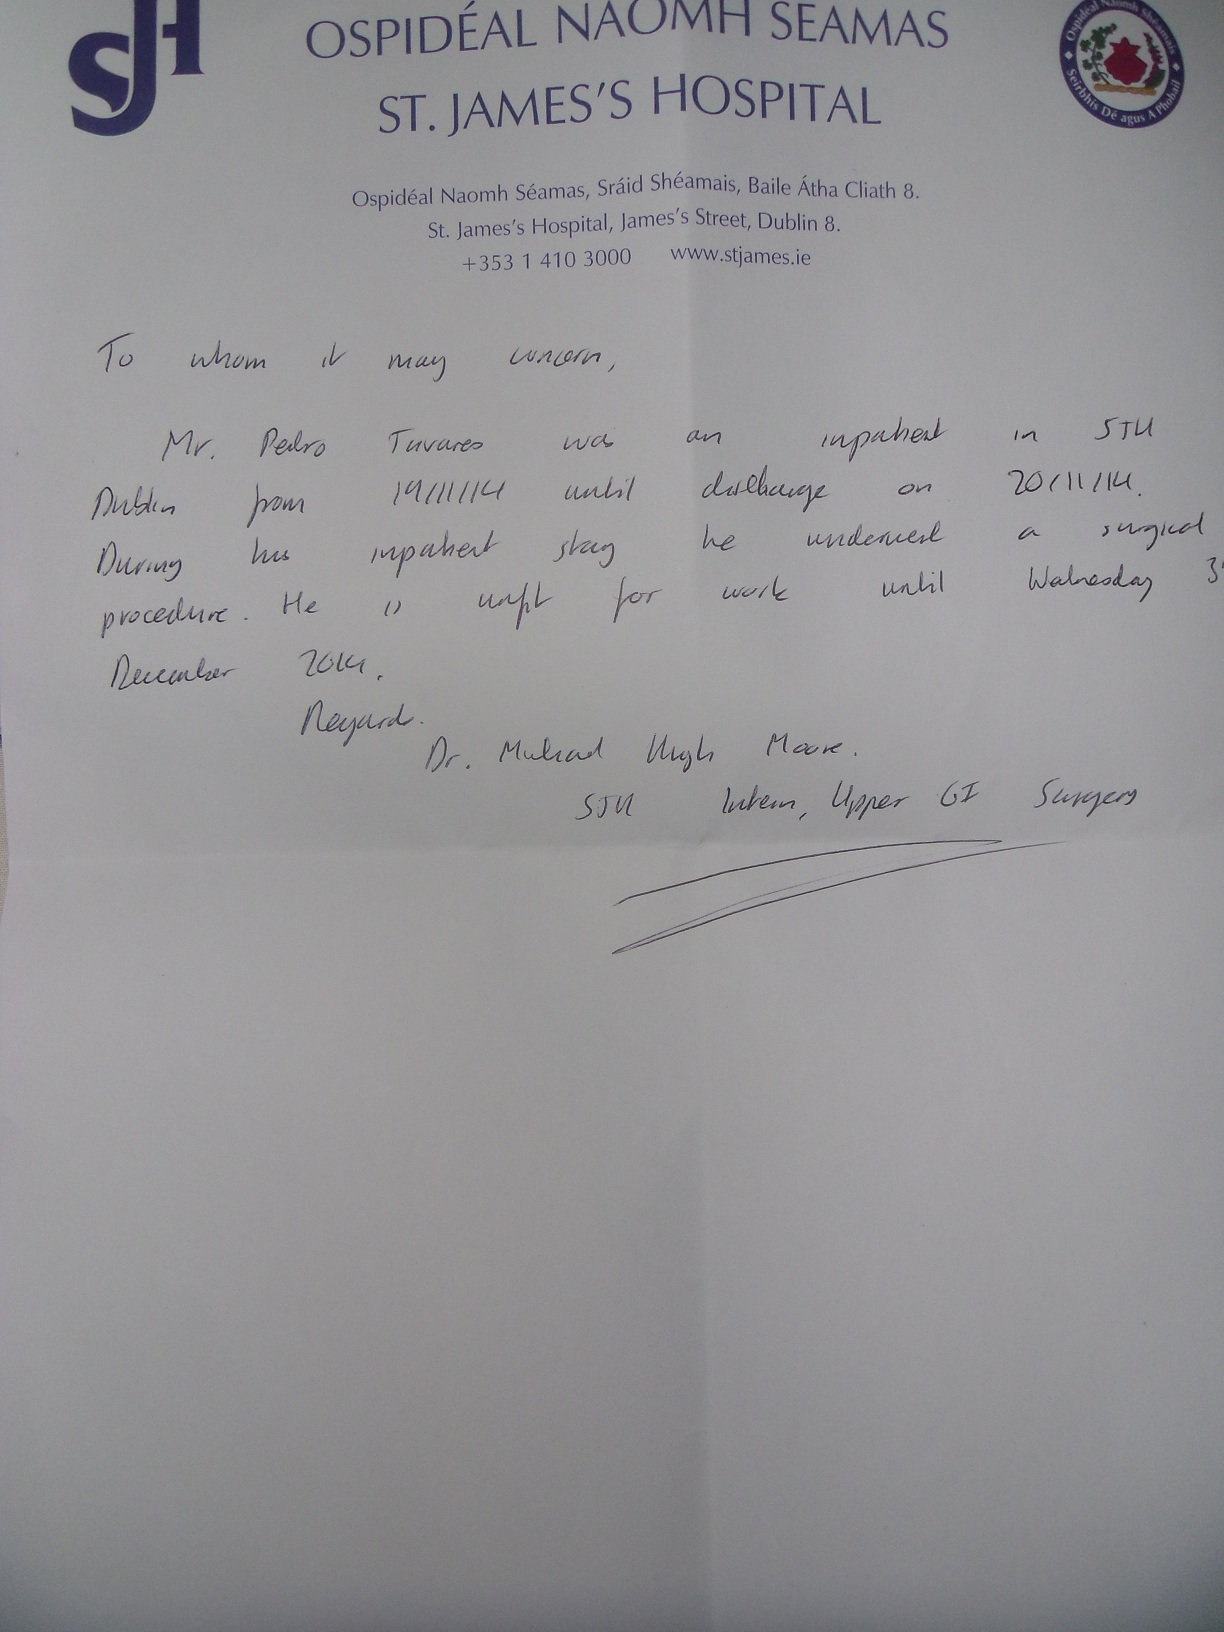 SJH
OSPIDÉAL NAOMH SÉAMAS
ST. JAMES'S HOSPITAL
Ospidéal Naomh Shéamais
Seirbhís Dé agus A Phobail
Ospidéal Naomh Séamas, Sráid Shéamais, Baile Átha Cliath 8.
St. James's Hospital, James's Street, Dublin 8.
+353 1 410 3000 www.stjames.ie
To whom it may concern,
Mr. Pedro Tavares was an inpatient in SJH
Dublin from 19/11/14 until discharge on 20/11/14.
During his inpatient stay he underwent a surgical
procedure. He is unfit for work until Wednesday 3
December 2014.
Regards.
Dr. Michael Hugh Moore.
SJH Intern, Upper GI Surgery